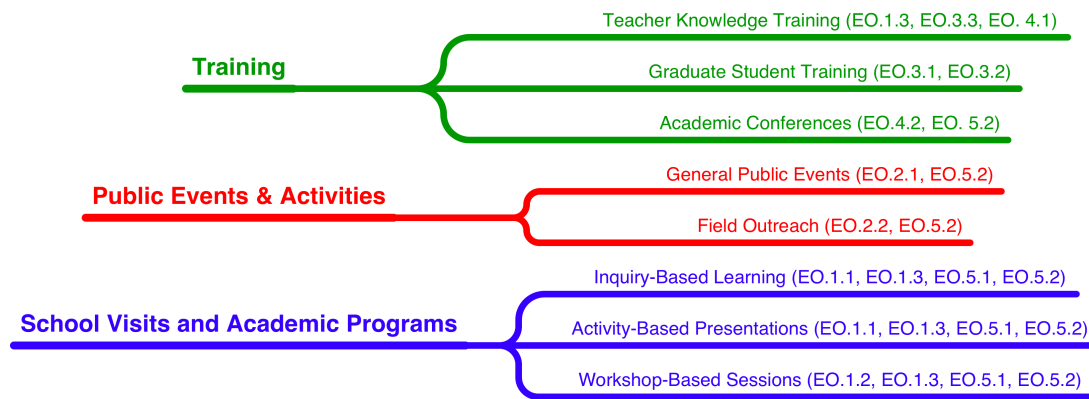 Teacher Knowledge Training (EO.1.3, EO.3.3, EO. 4.1)
Training
Graduate Student Training (EO.3.1, EO.3.2)
Academic Conferences (EO.4.2, EO. 5.2)
General Public Events (EO.2.1, EO.5.2)
Public Events & Activities
Field Outreach (EO.2.2, EO.5.2)
Inquiry-Based Learning (EO.1.1, EO.1.3, EO.5.1, EO.5.2)
School Visits and Academic Programs
Activity-Based Presentations (EO.1.1, EO.1.3, EO.5.1, EO.5.2)
Workshop-Based Sessions (EO.1.2, EO.1.3, EO.5.1, EO.5.2)